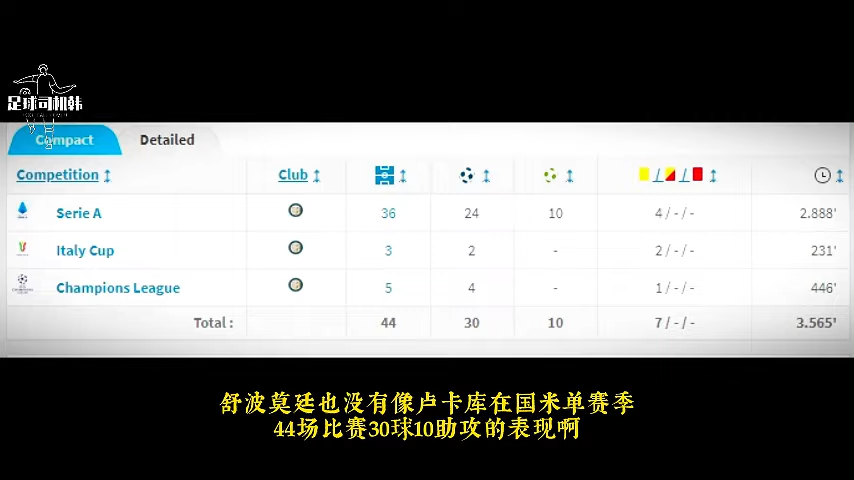 足球司机韩
Compact Detailed
Competition Club
Serie A 36 24 10 4 / - / - 2.888'
Italy Cup 3 2 - 2 / - / - 231'
Champions League 5 4 - 1 / - / - 446'
Total : 44 30 10 7 / - / - 3.565'
舒波莫廷也没有像卢卡库在国米单赛季
44场比赛30球10助攻的表现啊